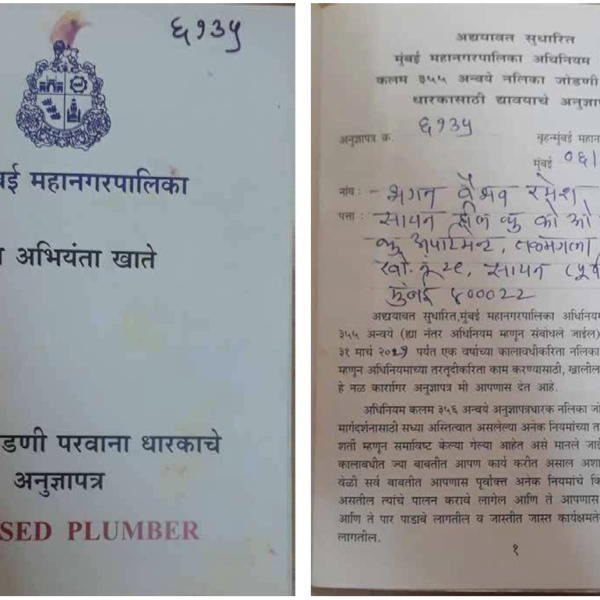 ६१३५
बई महानगरपालिका
अभियंता खाते
डणी परवाना धारकाचे
अनुज्ञापत्र
SED PLUMBER
अद्ययावत सुधारित
मुंबई महानगरपालिका अधिनियम
कलम ३५५ अन्वये नलिका जोडणी
धारकासाठी द्यावयाचे अनुज्ञाप
अनुज्ञापत्र क्र. ६१३५
बृहन्मुंबई महान
मुंबई ०६/
नांव : - भगन वैभव रमेश
पत्ता : सायन हील व्यु को ओ
व्यु अपार्टमेन्ट,
सायन (पूर्व
मुंबई ४०००२२
अद्ययावत सुधारित,मुंबई महानगरपालिका अधिनियम
३५५ अन्वये (ह्या नंतर अधिनियम म्हणून संबोधले जाईल)
३१ मार्च पर्यंत एक वर्षाच्या कालावधीकरिता नलिका
म्हणून अधिनियमाच्या तरतूदीकरिता काम करण्यासाठी, खालील
हे नळ कारागिर अनुज्ञापत्र मी आपणास देत आहे.
अधिनियम कलम ३५६ अन्वये अनुज्ञापत्रधारक नलिका जो
मार्गदर्शनासाठी सध्या अस्तित्वात असलेल्या अनेक नियमांच्या त
शर्ती म्हणून समाविष्ट केल्या गेल्या आहेत असे मानले जाई
कालावधीत ज्या बाबतीत आपण कार्य करीत असाल अशा
वेळी सर्व बाबतीत आपणास पूर्वोक्त अनेक नियमांचे कि
असतील त्यांचे पालन करावे लागेल आणि ते आपणास
आणि ते पार पाडावे लागतील व जास्तीत जास्त कार्यक्षमते
लागतील.
१